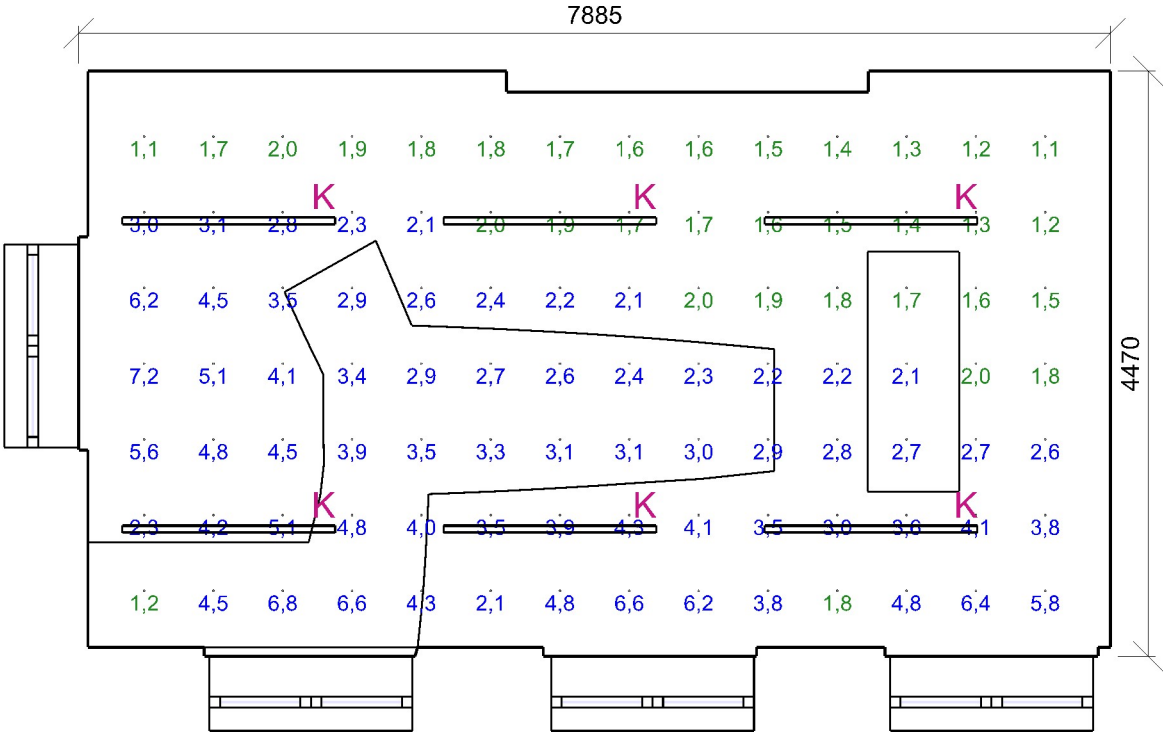 7885
1,1 1,7 2,0 1,9 1,8 1,8 1,7 1,6 1,6 1,5 1,4 1,3 1,2 1,1
K K K
3,0 3,1 2,8 2,3 2,1 2,0 1,9 1,7 1,7 1,6 1,5 1,4 1,3 1,2
6,2 4,5 3,5 2,9 2,6 2,4 2,2 2,1 2,0 1,9 1,8 1,7 1,6 1,5
4470
7,2 5,1 4,1 3,4 2,9 2,7 2,6 2,4 2,3 2,2 2,2 2,1 2,0 1,8
5,6 4,8 4,5 3,9 3,5 3,3 3,1 3,1 3,0 2,9 2,8 2,7 2,7 2,6
K K K
2,3 4,2 5,1 4,8 4,0 3,5 3,9 4,3 4,1 3,5 3,0 3,6 4,1 3,8
1,2 4,5 6,8 6,6 4,3 2,1 4,8 6,6 6,2 3,8 1,8 4,8 6,4 5,8